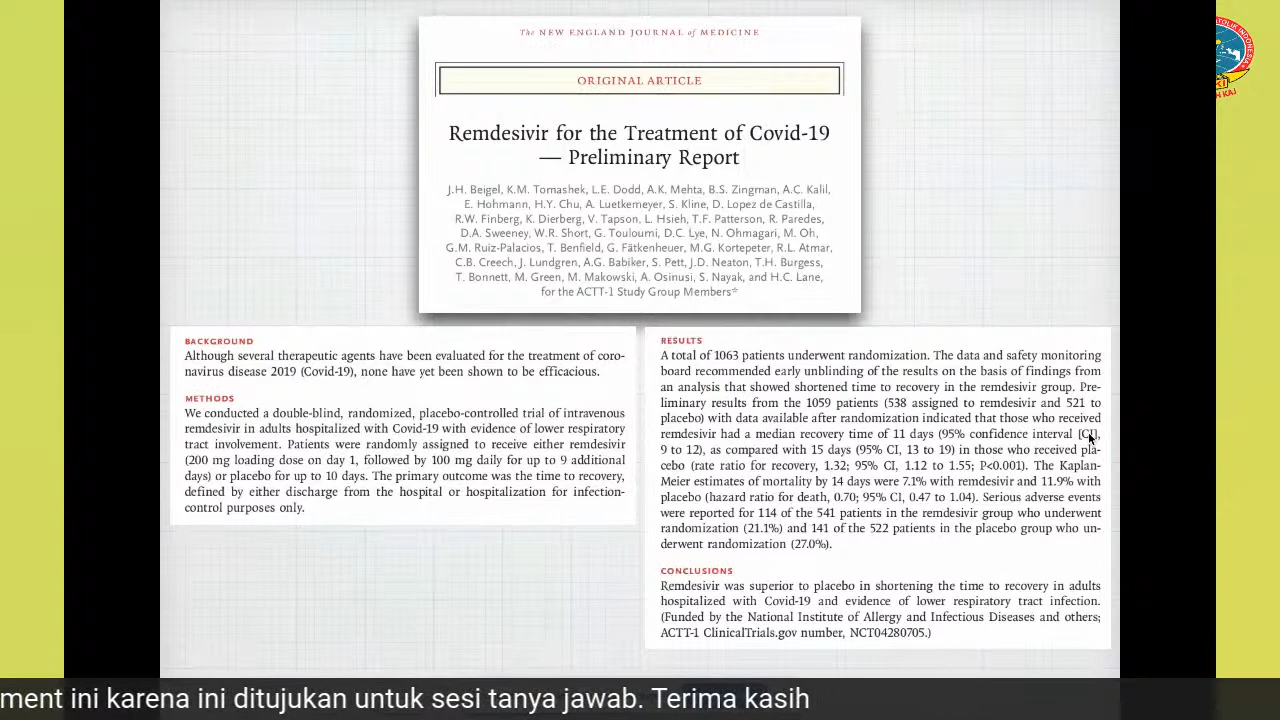 The NEW ENGLAND JOURNAL of MEDICINE
ORIGINAL ARTICLE
Remdesivir for the Treatment of Covid-19
— Preliminary Report
J.H. Beigel, K.M. Tomashek, L.E. Dodd, A.K. Mehta, B.S. Zingman, A.C. Kalil,
E. Hohmann, H.Y. Chu, A. Luetkemeyer, S. Kline, D. Lopez de Castilla,
R.W. Finberg, K. Dierberg, V. Tapson, L. Hsieh, T.F. Patterson, R. Paredes,
D.A. Sweeney, W.R. Short, G. Touloumi, D.C. Lye, N. Ohmagari, M. Oh,
G.M. Ruiz-Palacios, T. Benfield, G. Fätkenheuer, M.G. Kortepeter, R.L. Atmar,
C.B. Creech, J. Lundgren, A.G. Babiker, S. Pett, J.D. Neaton, T.H. Burgess,
T. Bonnett, M. Green, M. Makowski, A. Osinusi, S. Nayak, and H.C. Lane,
for the ACTT-1 Study Group Members*
BACKGROUND
Although several therapeutic agents have been evaluated for the treatment of coro-
navirus disease 2019 (Covid-19), none have yet been shown to be efficacious.
METHODS
We conducted a double-blind, randomized, placebo-controlled trial of intravenous
remdesivir in adults hospitalized with Covid-19 with evidence of lower respiratory
tract involvement. Patients were randomly assigned to receive either remdesivir
(200 mg loading dose on day 1, followed by 100 mg daily for up to 9 additional
days) or placebo for up to 10 days. The primary outcome was the time to recovery,
defined by either discharge from the hospital or hospitalization for infection-
control purposes only.
RESULTS
A total of 1063 patients underwent randomization. The data and safety monitoring
board recommended early unblinding of the results on the basis of findings from
an analysis that showed shortened time to recovery in the remdesivir group. Pre-
liminary results from the 1059 patients (538 assigned to remdesivir and 521 to
placebo) with data available after randomization indicated that those who received
remdesivir had a median recovery time of 11 days (95% confidence interval [CI],
9 to 12), as compared with 15 days (95% CI, 13 to 19) in those who received pla-
cebo (rate ratio for recovery, 1.32; 95% CI, 1.12 to 1.55; P<0.001). The Kaplan-
Meier estimates of mortality by 14 days were 7.1% with remdesivir and 11.9% with
placebo (hazard ratio for death, 0.70; 95% CI, 0.47 to 1.04). Serious adverse events
were reported for 114 of the 541 patients in the remdesivir group who underwent
randomization (21.1%) and 141 of the 522 patients in the placebo group who un-
derwent randomization (27.0%).
CONCLUSIONS
Remdesivir was superior to placebo in shortening the time to recovery in adults
hospitalized with Covid-19 and evidence of lower respiratory tract infection.
(Funded by the National Institute of Allergy and Infectious Diseases and others;
ACTT-1 ClinicalTrials.gov number, NCT04280705.)
ment ini karena ini ditujukan untuk sesi tanya jawab. Terima kasih